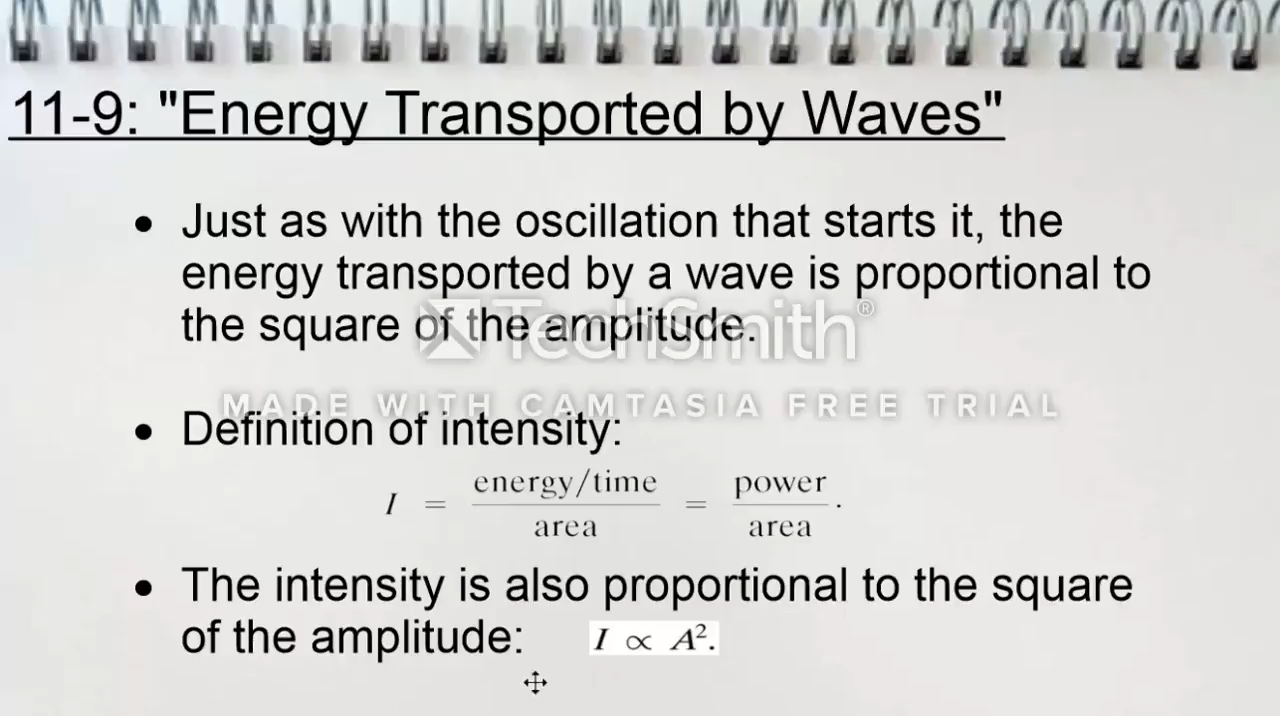 11-9: "Energy Transported by Waves"
• Just as with the oscillation that starts it, the
energy transported by a wave is proportional to
the square of the amplitude.
TechSmith®
MADE WITH CAMTASIA FREE TRIAL
• Definition of intensity:
I = energy/time / area = power / area.
• The intensity is also proportional to the square
of the amplitude: I ∝ A².